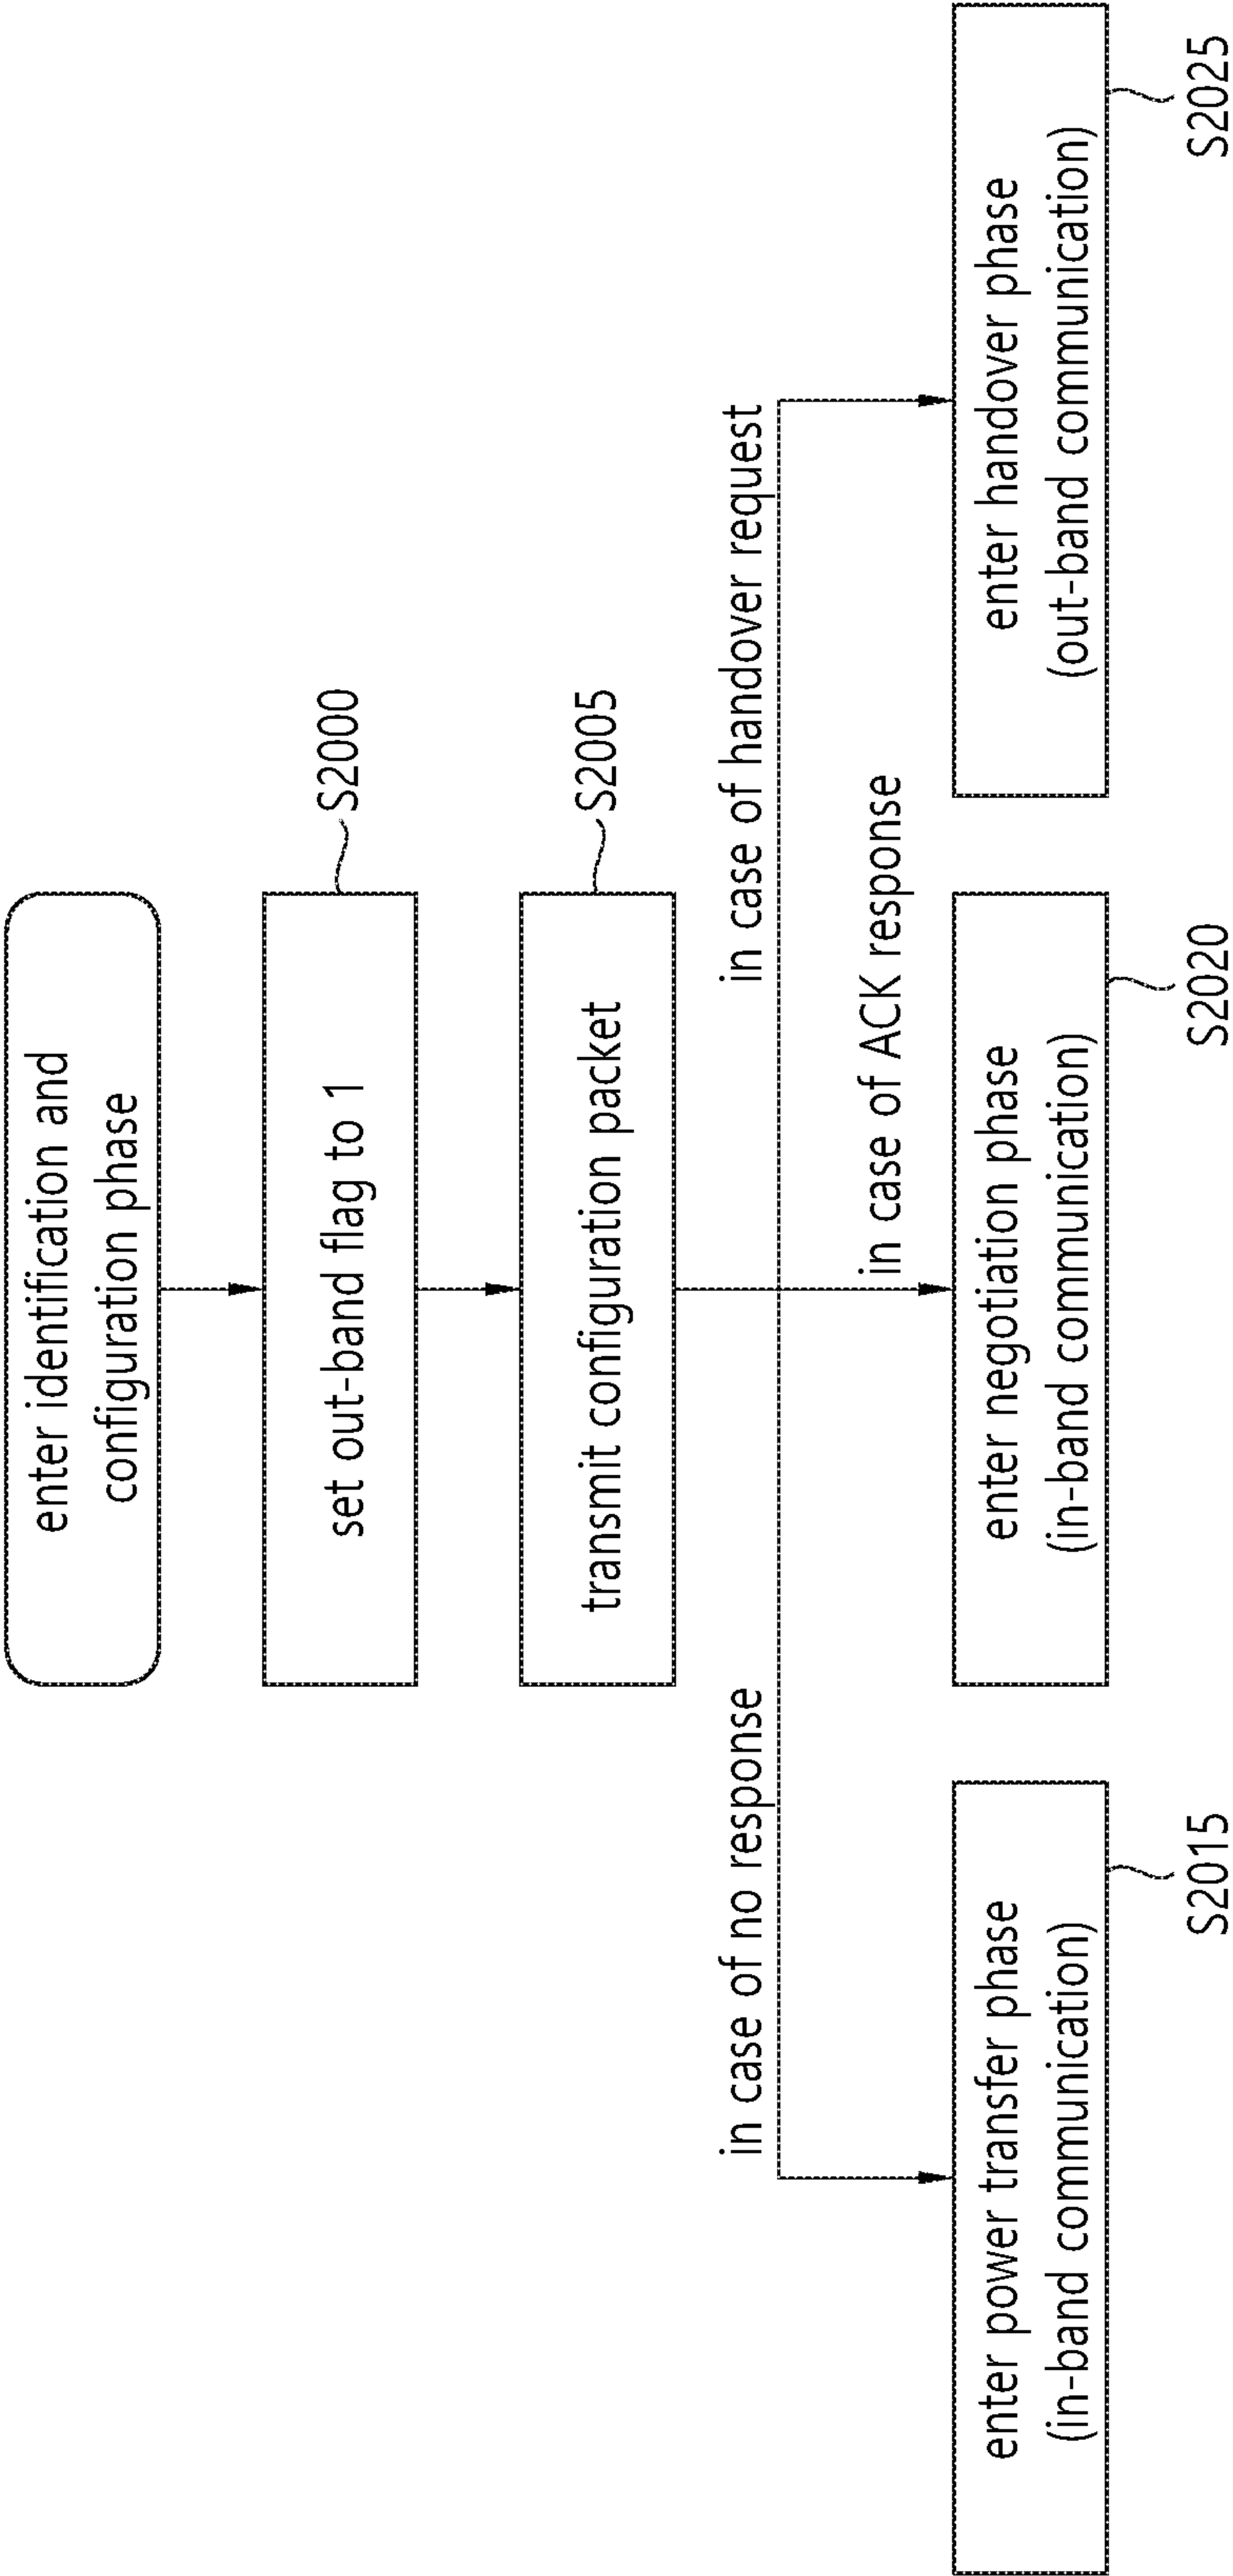 enter identification and
configuration phase
set out-band flag to 1
S2000
transmit configuration packet
S2005
in case of no response
in case of handover request
in case of ACK response
enter power transfer phase
(in-band communication)
S2015
enter negotiation phase
(in-band communication)
S2020
enter handover phase
(out-band communication)
S2025